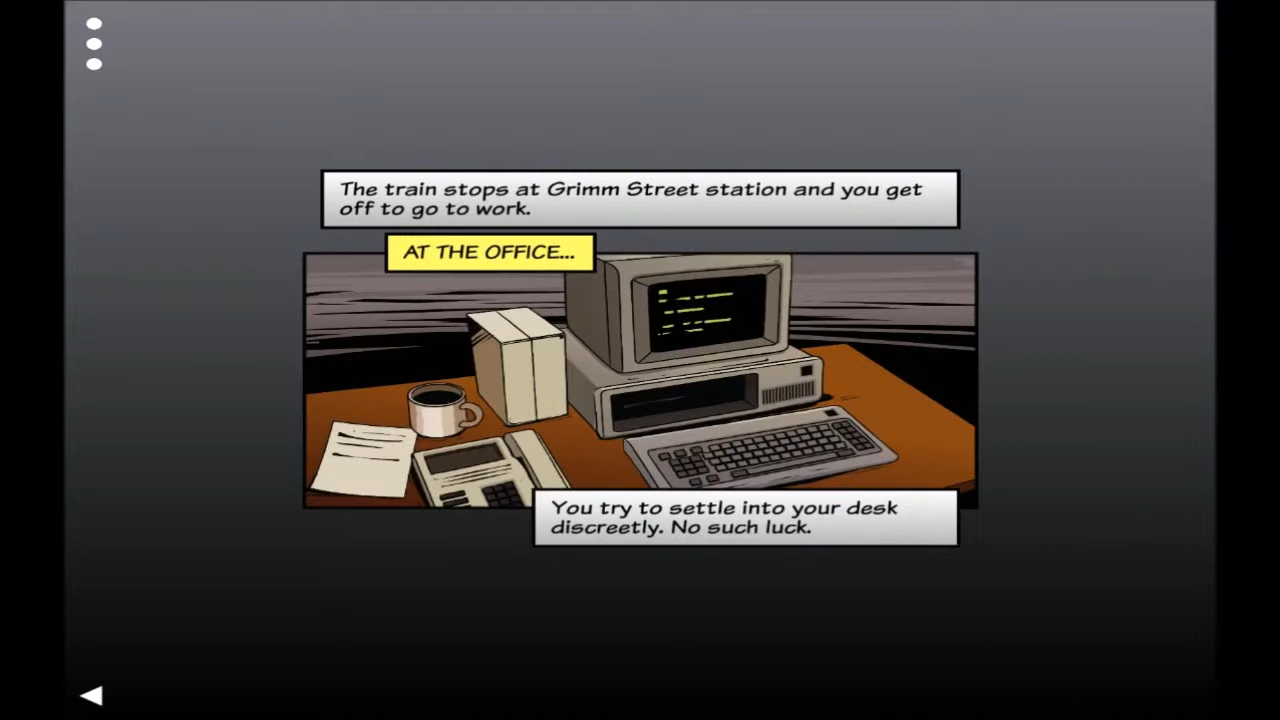 The train stops at Grimm Street station and you get
off to go to work.
AT THE OFFICE...
You try to settle into your desk
discreetly. No such luck.